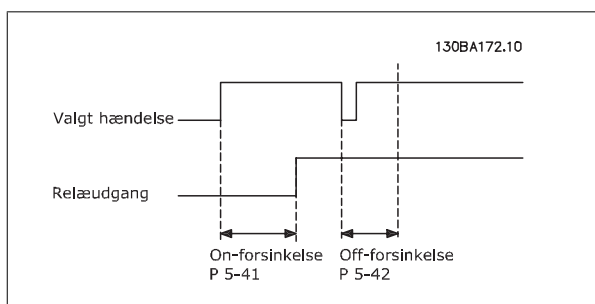 130BA172.10
Valgt hændelse
Relæudgang
On-forsinkelse
P 5-41
Off-forsinkelse
P 5-42